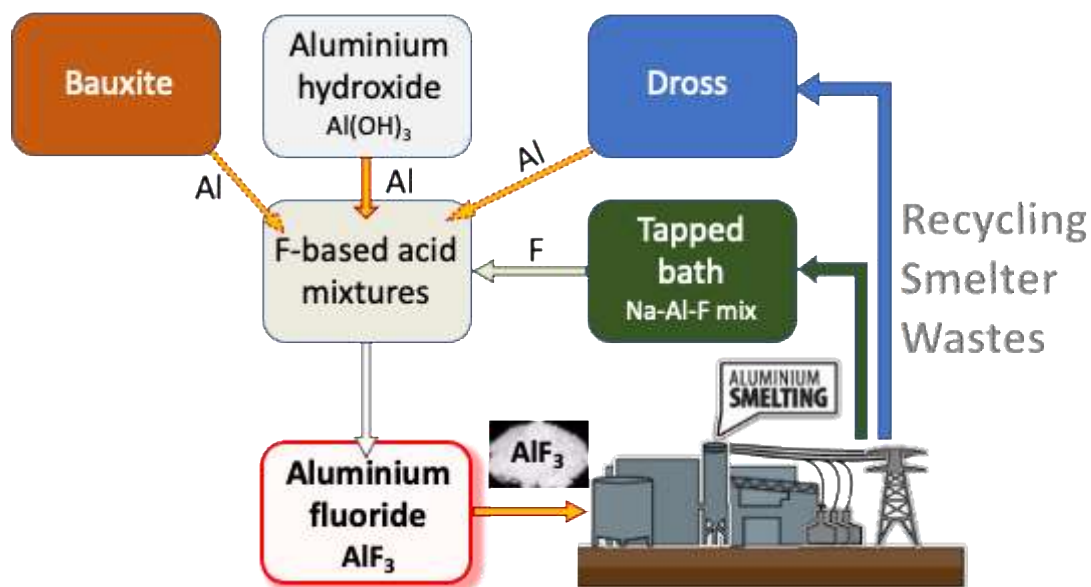 Bauxite
Aluminium
hydroxide
Al(OH)₃
Dross
Al
Al
Al
F-based acid
mixtures
F
Tapped
bath
Na-Al-F mix
Recycling
Smelter
Wastes
ALUMINIUM
SMELTING
Aluminium
fluoride
AlF₃
AlF₃